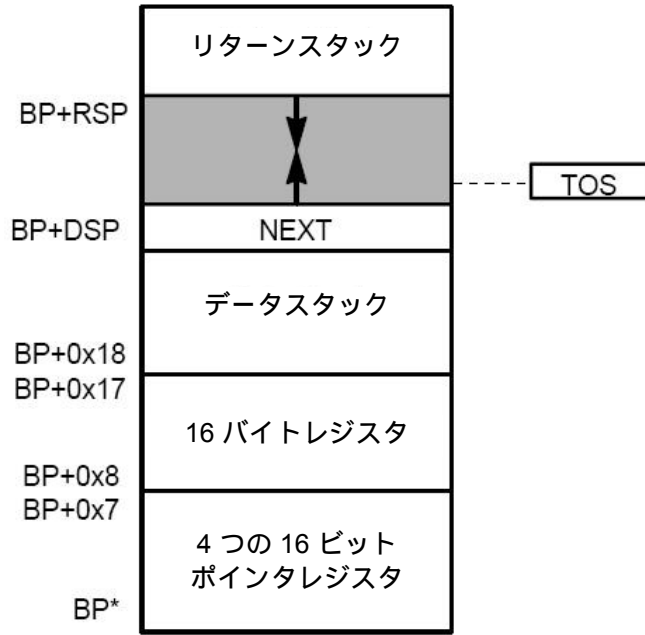 リターンスタック
BP+RSP
TOS
BP+DSP
NEXT
データスタック
BP+0x18
BP+0x17
16 バイトレジスタ
BP+0x8
BP+0x7
4 つの 16 ビット
ポインタレジスタ
BP*